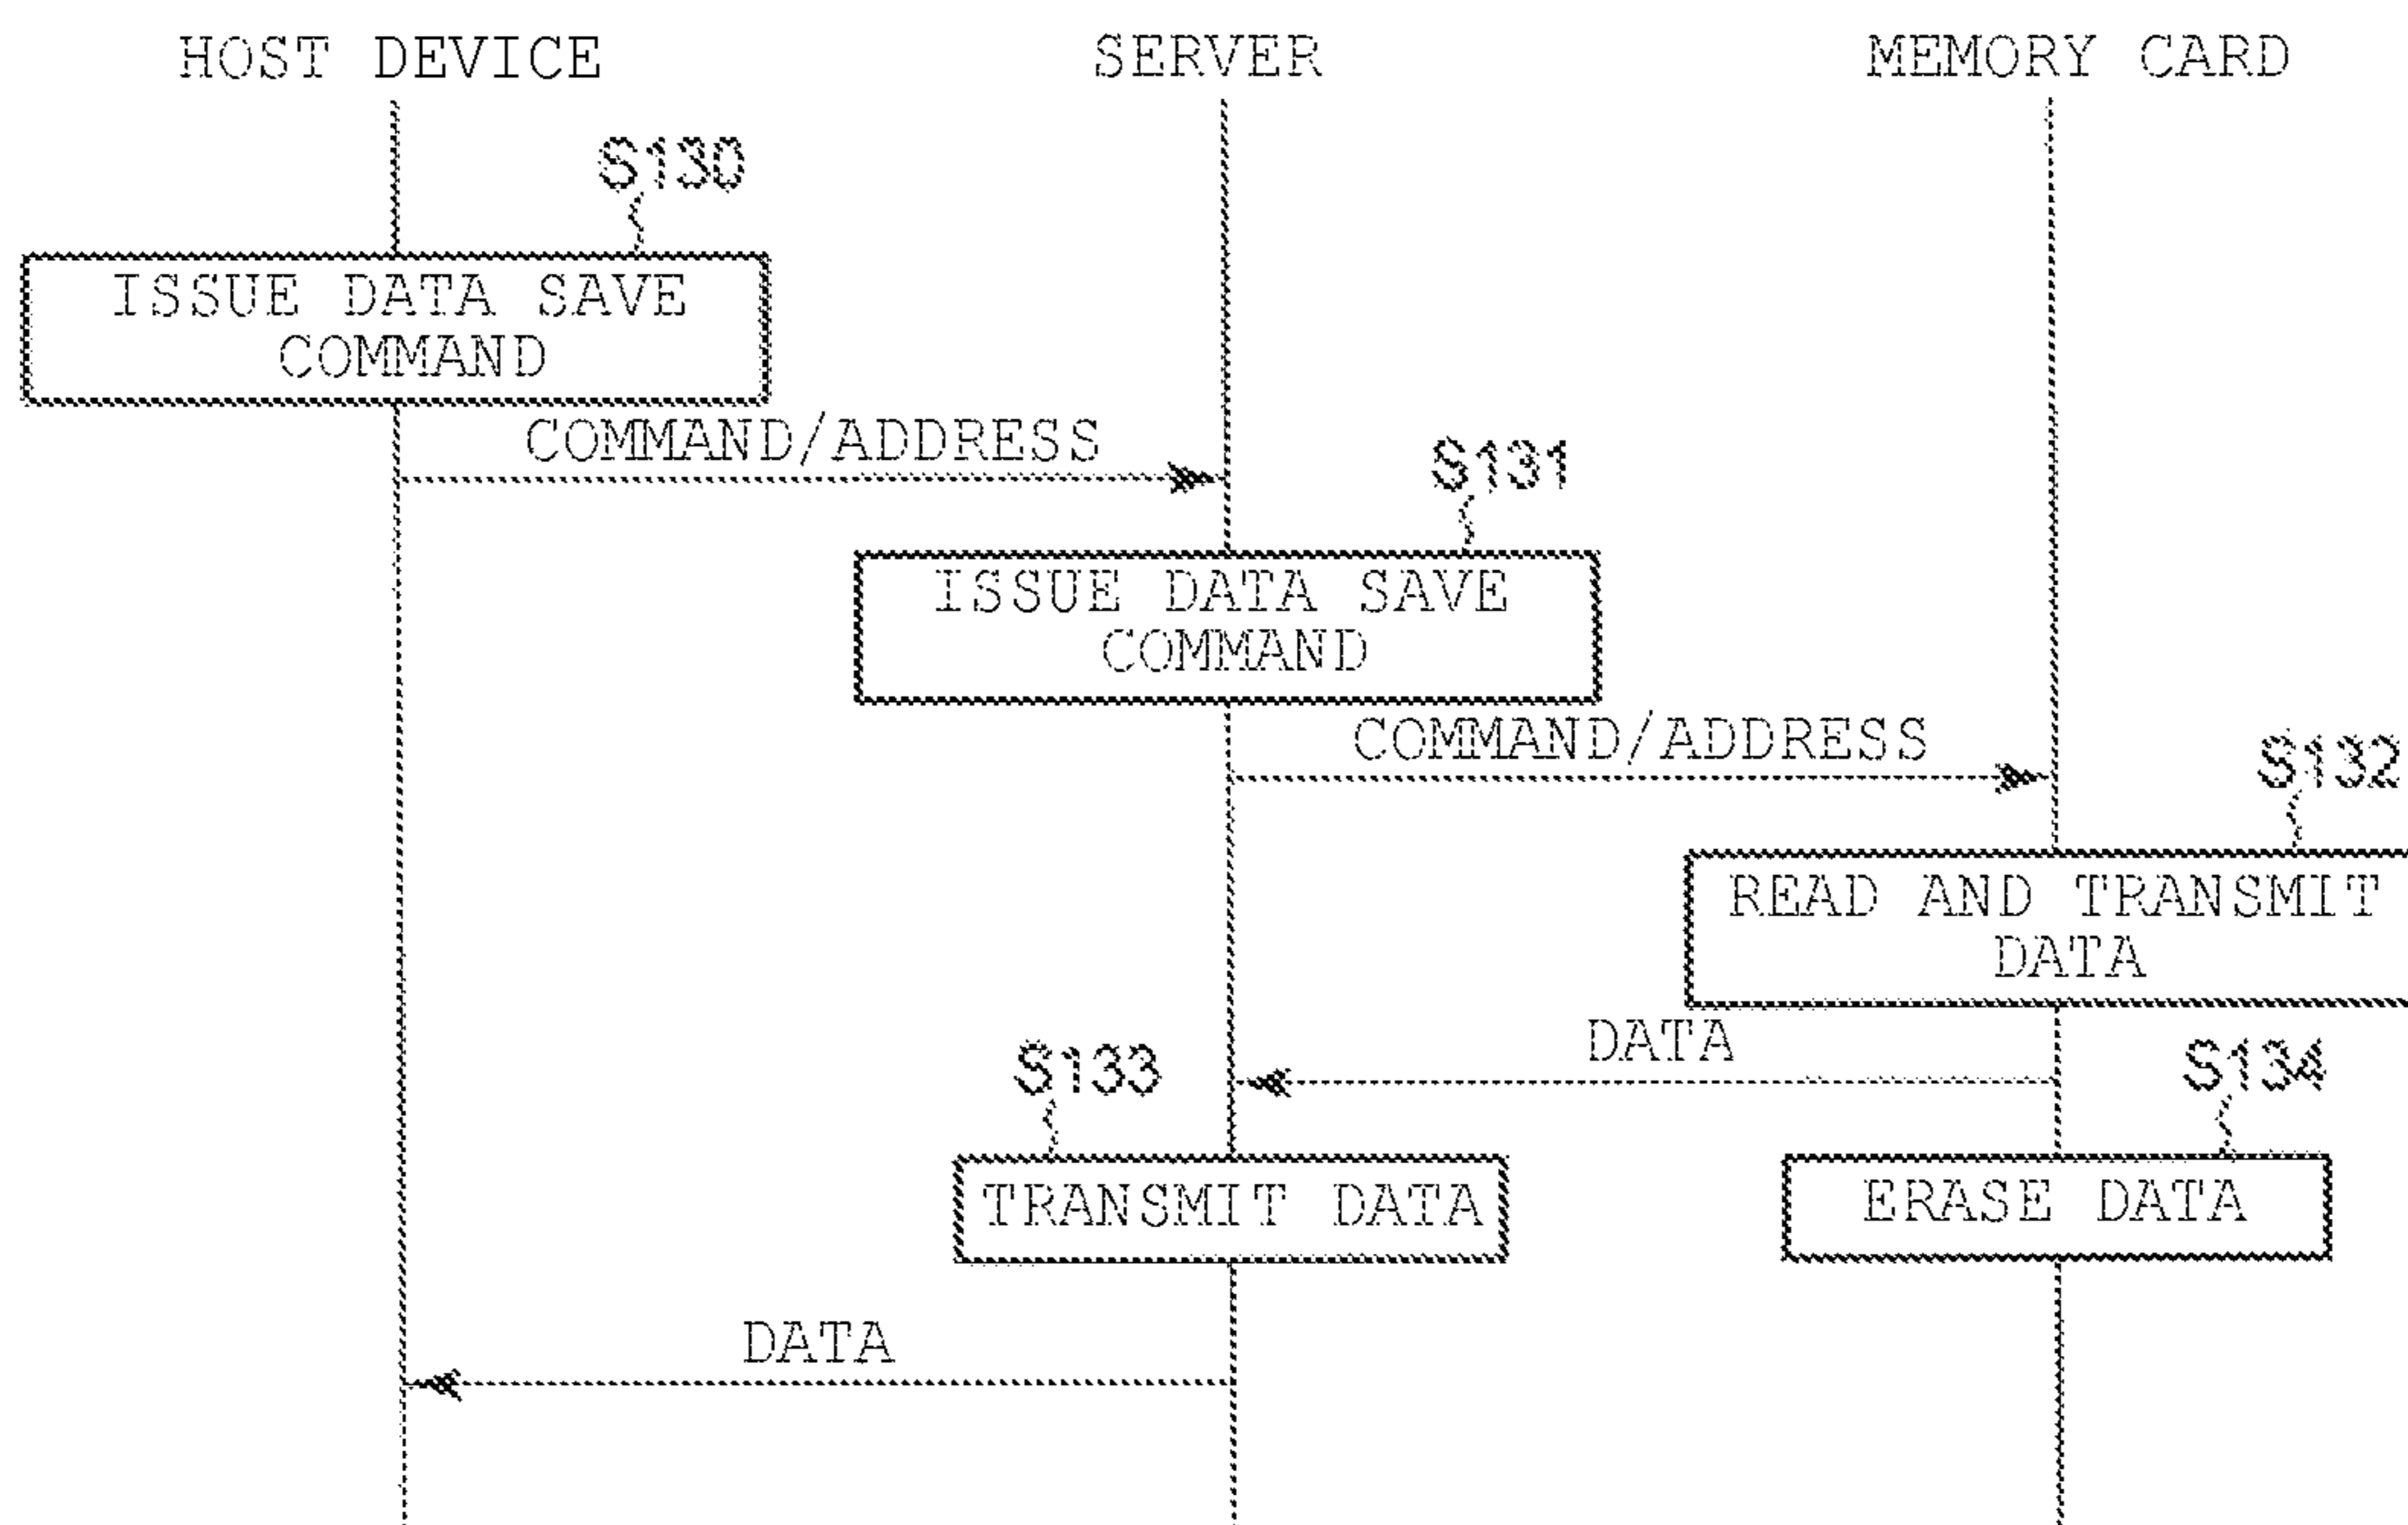 HOST DEVICE
SERVER
MEMORY CARD
S130
ISSUE DATA SAVE
COMMAND
COMMAND/ADDRESS
S131
ISSUE DATA SAVE
COMMAND
COMMAND/ADDRESS
S132
READ AND TRANSMIT
DATA
DATA
S133
S134
TRANSMIT DATA
ERASE DATA
DATA